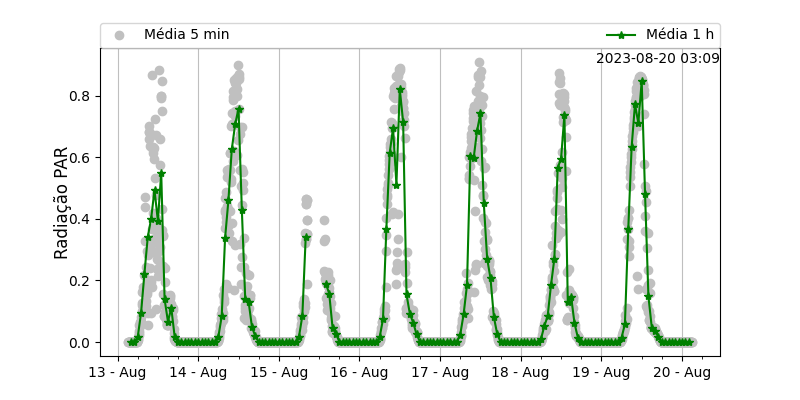 Média 5 min
Média 1 h
2023-08-20 03:09
Radiação PAR
0.8
0.6
0.4
0.2
0.0
13 - Aug
14 - Aug
15 - Aug
16 - Aug
17 - Aug
18 - Aug
19 - Aug
20 - Aug